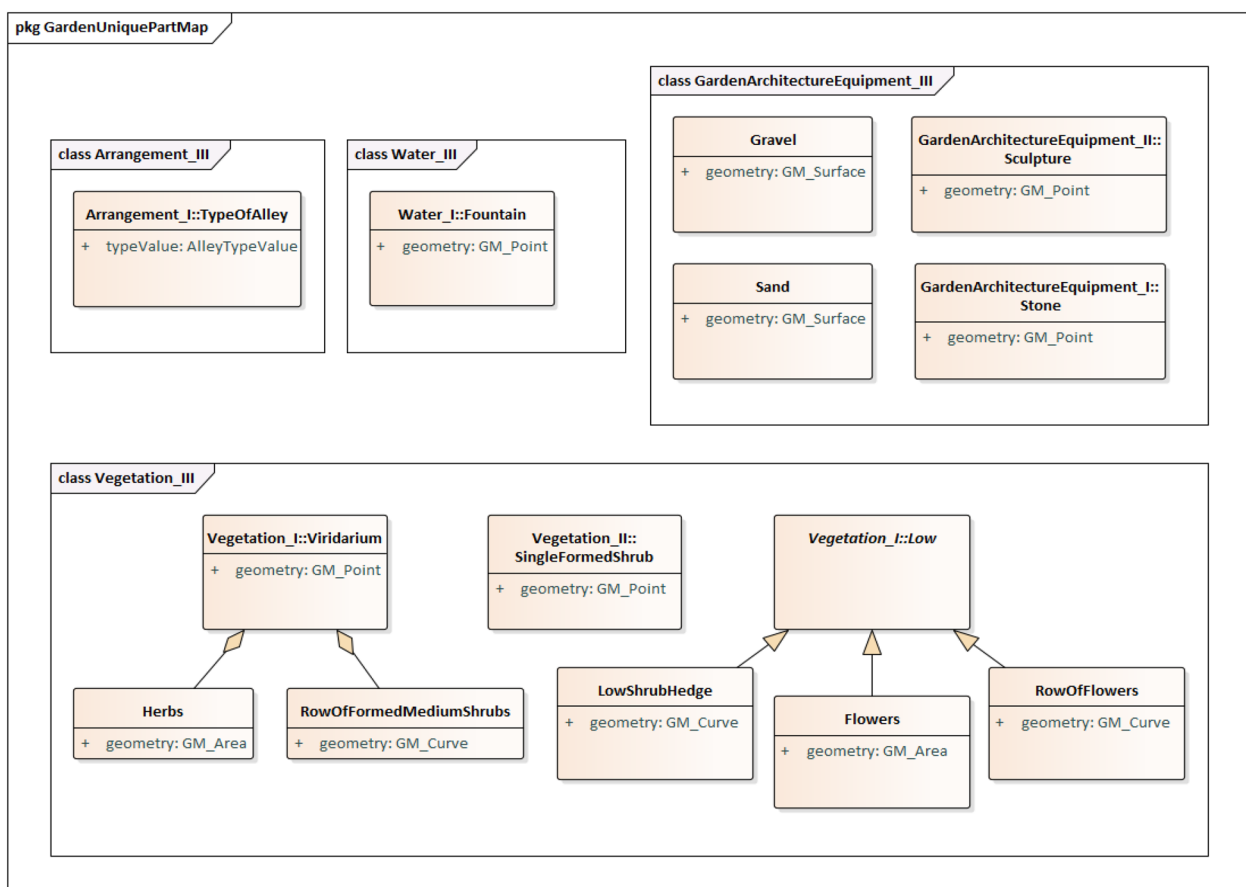 pkg GardenUniquePartMap
class GardenArchitectureEquipment_III
Gravel
+ geometry: GM_Surface
GardenArchitectureEquipment_II::
Sculpture
+ geometry: GM_Point
Sand
+ geometry: GM_Surface
GardenArchitectureEquipment_I::
Stone
+ geometry: GM_Point
class Arrangement_III
Arrangement_I::TypeOfAlley
+ typeValue: AlleyTypeValue
class Water_III
Water_I::Fountain
+ geometry: GM_Point
class Vegetation_III
Vegetation_I::Viridarium
+ geometry: GM_Point
Vegetation_II::
SingleFormedShrub
+ geometry: GM_Point
Vegetation_I::Low
Herbs
+ geometry: GM_Area
RowOfFormedMediumShrubs
+ geometry: GM_Curve
LowShrubHedge
+ geometry: GM_Curve
Flowers
+ geometry: GM_Area
RowOfFlowers
+ geometry: GM_Curve